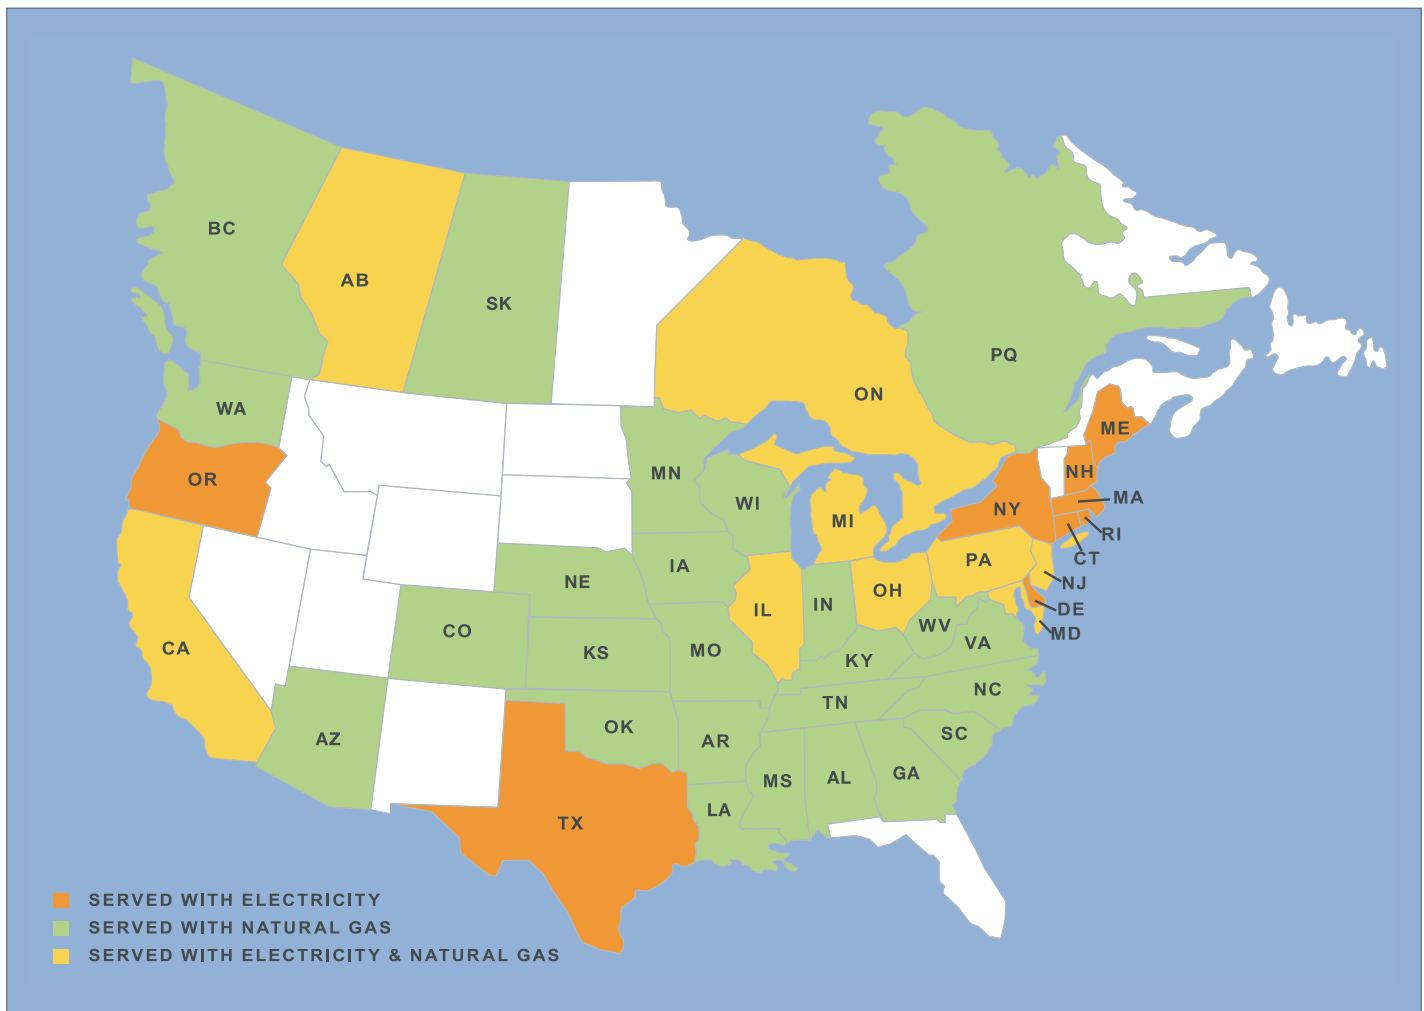 BC
AB
SK
PQ
ON
WA
ME
OR
MN
NH
WI
MA
NY
MI
RI
CT
PA
IA
NE
NJ
OH
IN
IL
DE
WV
MD
CO
VA
CA
KS
MO
KY
NC
TN
OK
SC
AZ
AR
GA
MS
AL
LA
TX
SERVED WITH ELECTRICITY
SERVED WITH NATURAL GAS
SERVED WITH ELECTRICITY & NATURAL GAS